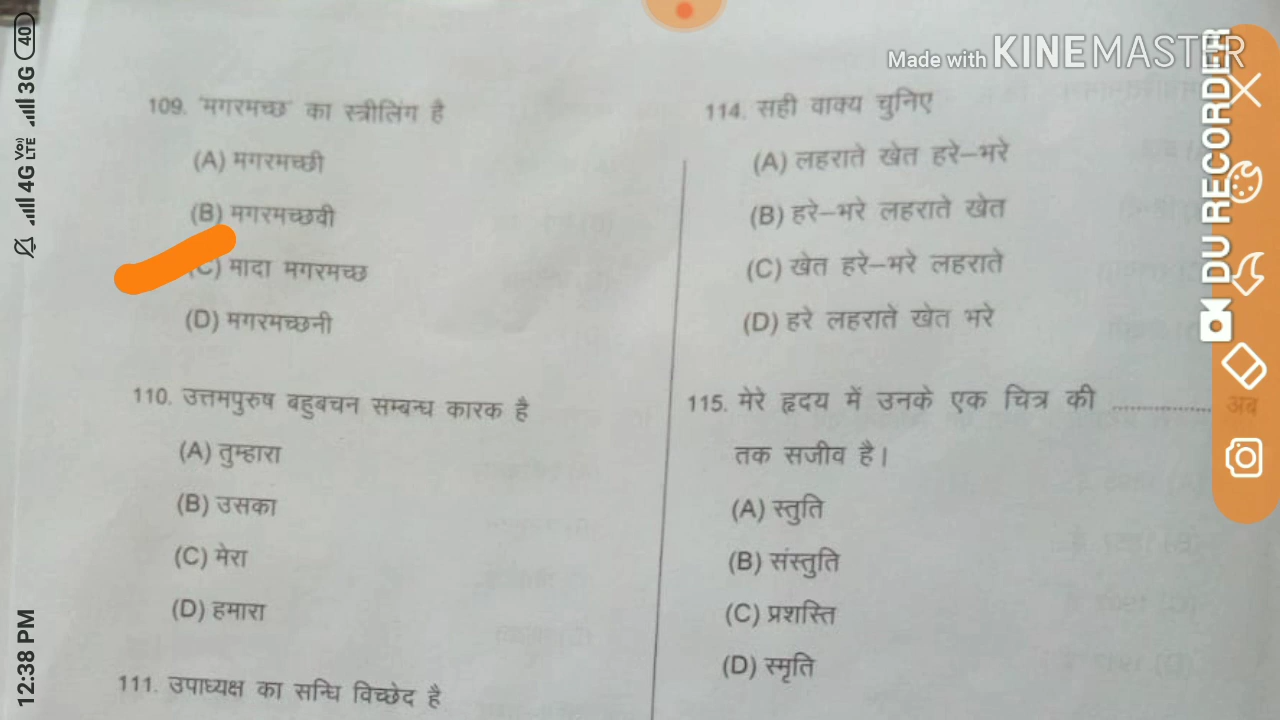 109. 'मगरमच्छ' का स्त्रीलिंग है
(A) मगरमच्छी
(B) मगरमच्छवी
(C) मादा मगरमच्छ
(D) मगरमच्छनी
110. उत्तमपुरुष बहुबचन सम्बन्ध कारक है
(A) तुम्हारा
(B) उसका
(C) मेरा
(D) हमारा
111. उपाध्यक्ष का सन्धि विच्छेद है
114. सही वाक्य चुनिए
(A) लहराते खेत हरे–भरे
(B) हरे–भरे लहराते खेत
(C) खेत हरे–भरे लहराते
(D) हरे लहराते खेत भरे
115. मेरे हृदय में उनके एक चित्र की .................. अब
तक सजीव है।
(A) स्तुति
(B) संस्तुति
(C) प्रशस्ति
(D) स्मृति
Made with KINEMASTER
DU RECORDER
12:38 PM
4G VoLTE 3G 40